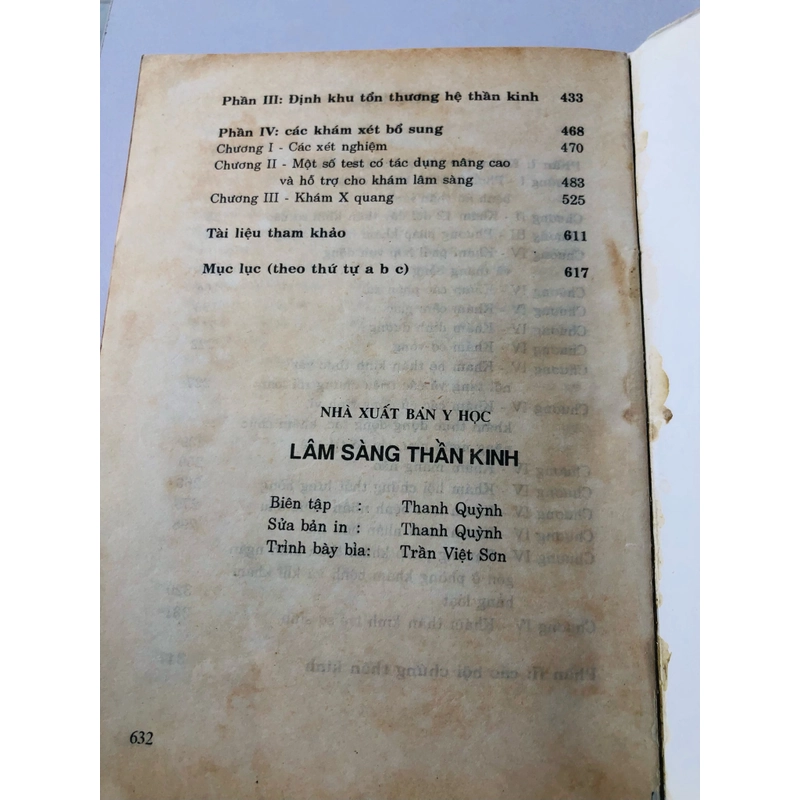 Phần III: Định khu tổn thương hệ thần kinh 433
Phần IV: các khám xét bổ sung 468
Chương I - Các xét nghiệm 470
Chương II - Một số test có tác dụng nâng cao
và hỗ trợ cho khám lâm sàng 483
Chương III - Khám X quang 525
Tài liệu tham khảo 611
Mục lục (theo thứ tự a b c) 617
NHÀ XUẤT BẢN Y HỌC
LÂM SÀNG THẦN KINH
Biên tập : Thanh Quỳnh
Sửa bản in : Thanh Quỳnh
Trình bày bìa: Trần Việt Sơn
632